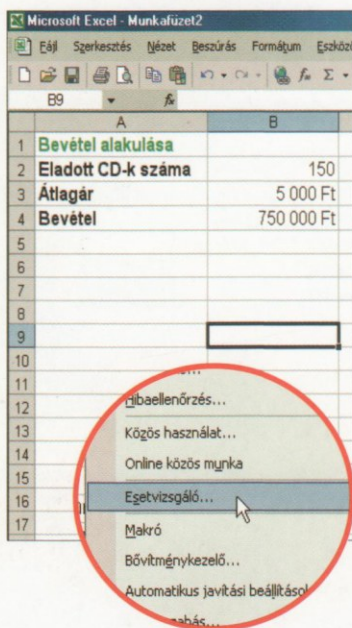 Microsoft Excel - Munkafüzet2
Fájl Szerkesztés Nézet Beszúrás Formátum
B9 fx
A B
1 Bevétel alakulása
2 Eladott CD-k száma 150
3 Átlagár 5 000 Ft
4 Bevétel 750 000 Ft
5
6
7
8
9
10
11
12
13
14
15
16
17
Hibaellenőrzés...
Közös használat...
Online közös munka
Esetvizsgáló...
Makró
Bővítménykezelő...
Automatikus javítási